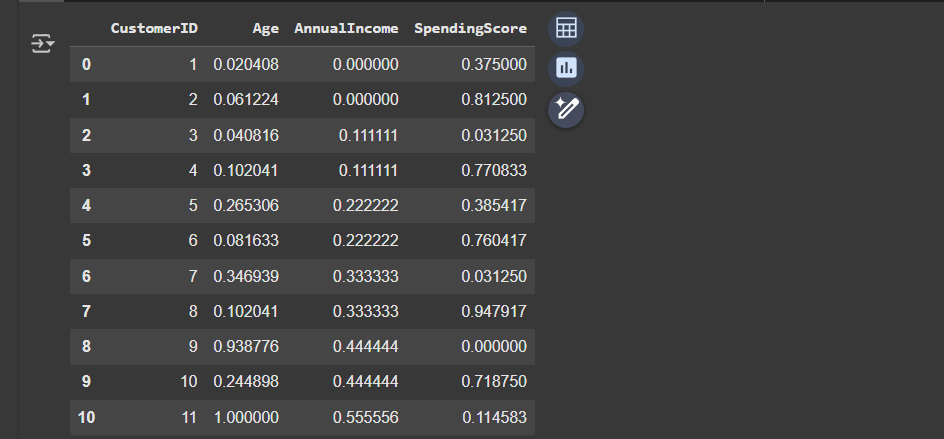 CustomerID Age AnnualIncome SpendingScore
0 1 0.020408 0.000000 0.375000
1 2 0.061224 0.000000 0.812500
2 3 0.040816 0.111111 0.031250
3 4 0.102041 0.111111 0.770833
4 5 0.265306 0.222222 0.385417
5 6 0.081633 0.222222 0.760417
6 7 0.346939 0.333333 0.031250
7 8 0.102041 0.333333 0.947917
8 9 0.938776 0.444444 0.000000
9 10 0.244898 0.444444 0.718750
10 11 1.000000 0.555556 0.114583